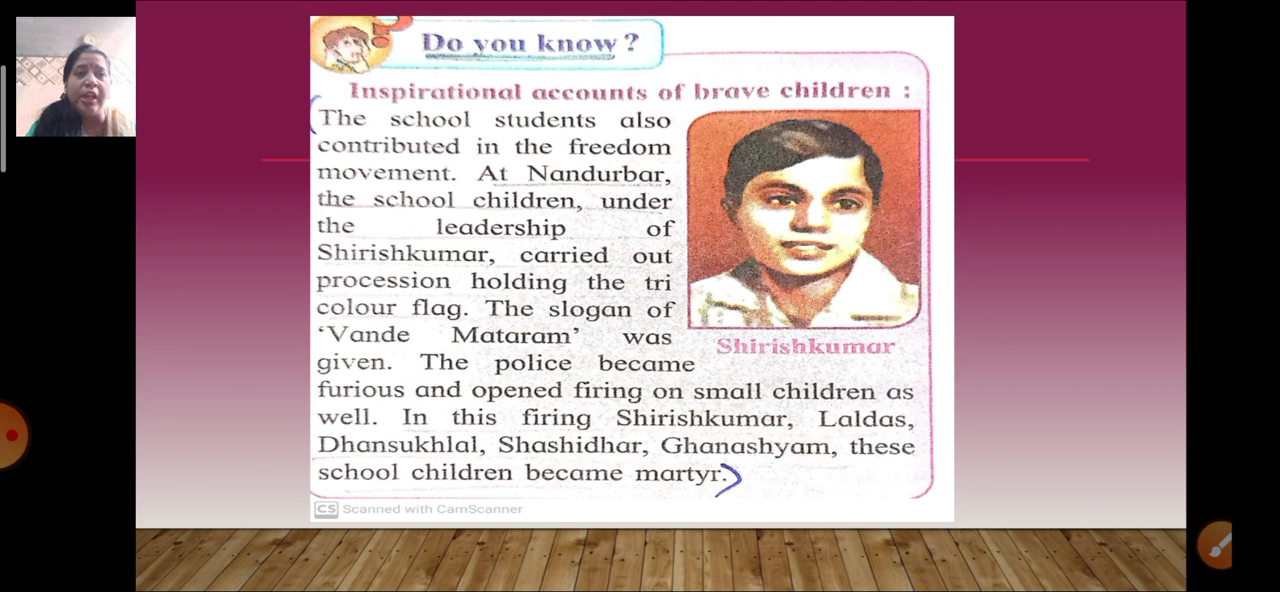 Do you know?
Inspirational accounts of brave children :
The school students also
contributed in the freedom
movement. At Nandurbar,
the school children, under
the leadership of
Shirishkumar, carried out
procession holding the tri
colour flag. The slogan of
‘Vande Mataram’ was
given. The police became
furious and opened firing on small children as
well. In this firing Shirishkumar, Laldas,
Dhansukhlal, Shashidhar, Ghanashyam, these
school children became martyr.
Shirishkumar
CS Scanned with CamScanner